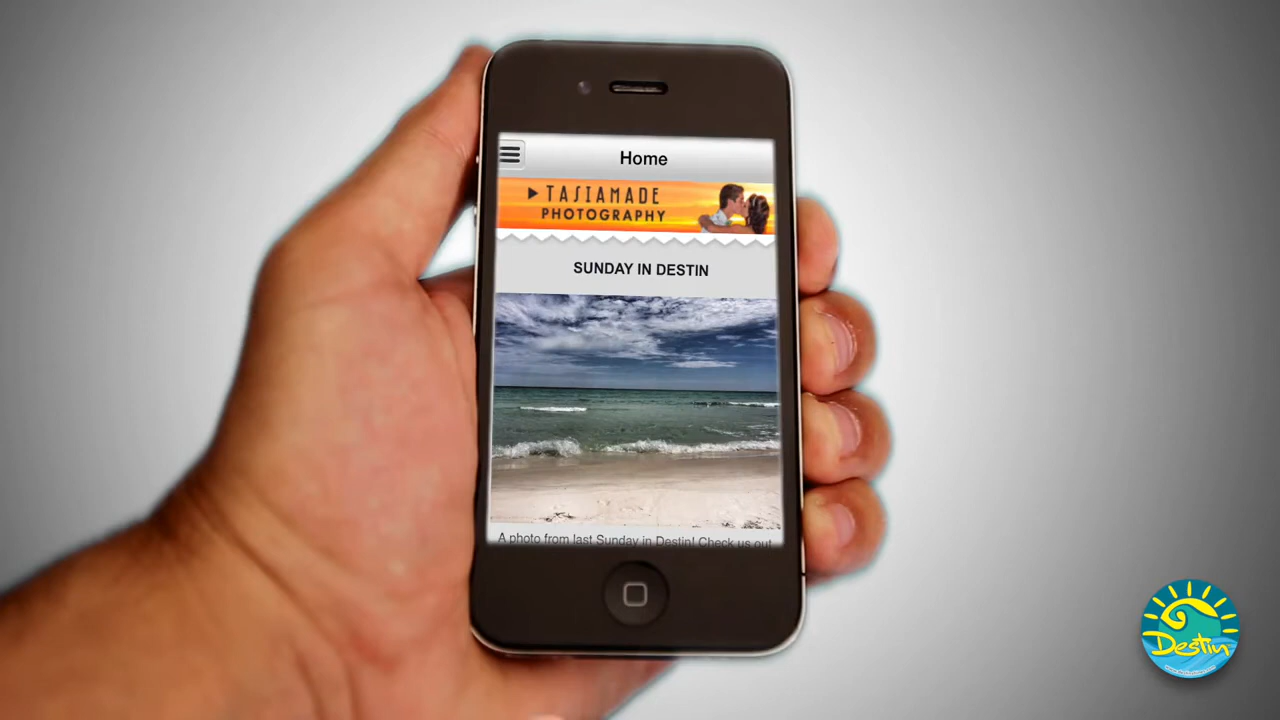 Home
TASIAMADE
PHOTOGRAPHY
SUNDAY IN DESTIN
A photo from last Sunday in Destin! Check us out
Destin